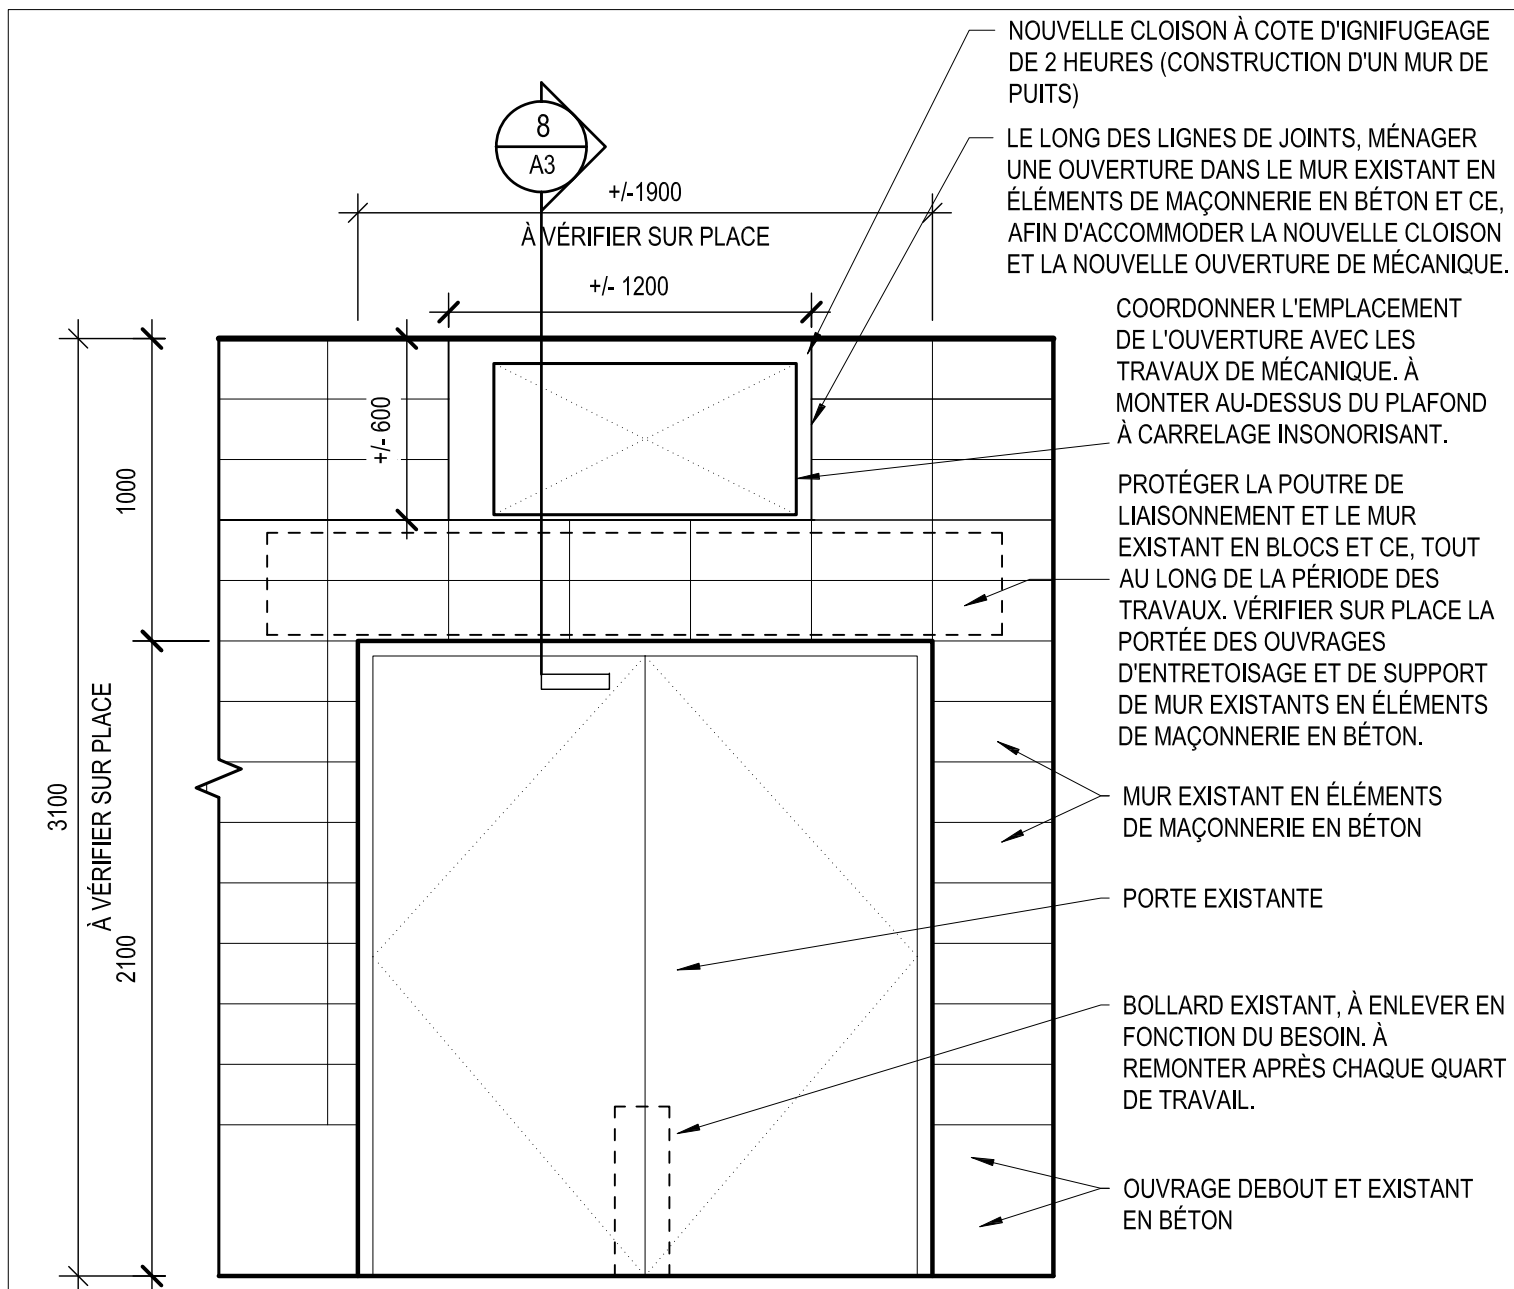 NOUVELLE CLOISON À COTE D'IGNIFUGEAGE
DE 2 HEURES (CONSTRUCTION D'UN MUR DE
PUITS)
8
A3
LE LONG DES LIGNES DE JOINTS, MÉNAGER
UNE OUVERTURE DANS LE MUR EXISTANT EN
ÉLÉMENTS DE MAÇONNERIE EN BÉTON ET CE,
AFIN D'ACCOMMODER LA NOUVELLE CLOISON
ET LA NOUVELLE OUVERTURE DE MÉCANIQUE.
+/-1900
À VÉRIFIER SUR PLACE
+/- 1200
COORDONNER L'EMPLACEMENT
DE L'OUVERTURE AVEC LES
TRAVAUX DE MÉCANIQUE. À
MONTER AU-DESSUS DU PLAFOND
À CARRELAGE INSONORISANT.
+/- 600
1000
PROTÉGER LA POUTRE DE
LIAISONNEMENT ET LE MUR
EXISTANT EN BLOCS ET CE, TOUT
AU LONG DE LA PÉRIODE DES
TRAVAUX. VÉRIFIER SUR PLACE LA
PORTÉE DES OUVRAGES
D'ENTRETOISAGE ET DE SUPPORT
DE MUR EXISTANTS EN ÉLÉMENTS
DE MAÇONNERIE EN BÉTON.
3100
À VÉRIFIER SUR PLACE
2100
MUR EXISTANT EN ÉLÉMENTS
DE MAÇONNERIE EN BÉTON
PORTE EXISTANTE
BOLLARD EXISTANT, À ENLEVER EN
FONCTION DU BESOIN. À
REMONTER APRÈS CHAQUE QUART
DE TRAVAIL.
OUVRAGE DEBOUT ET EXISTANT
EN BÉTON